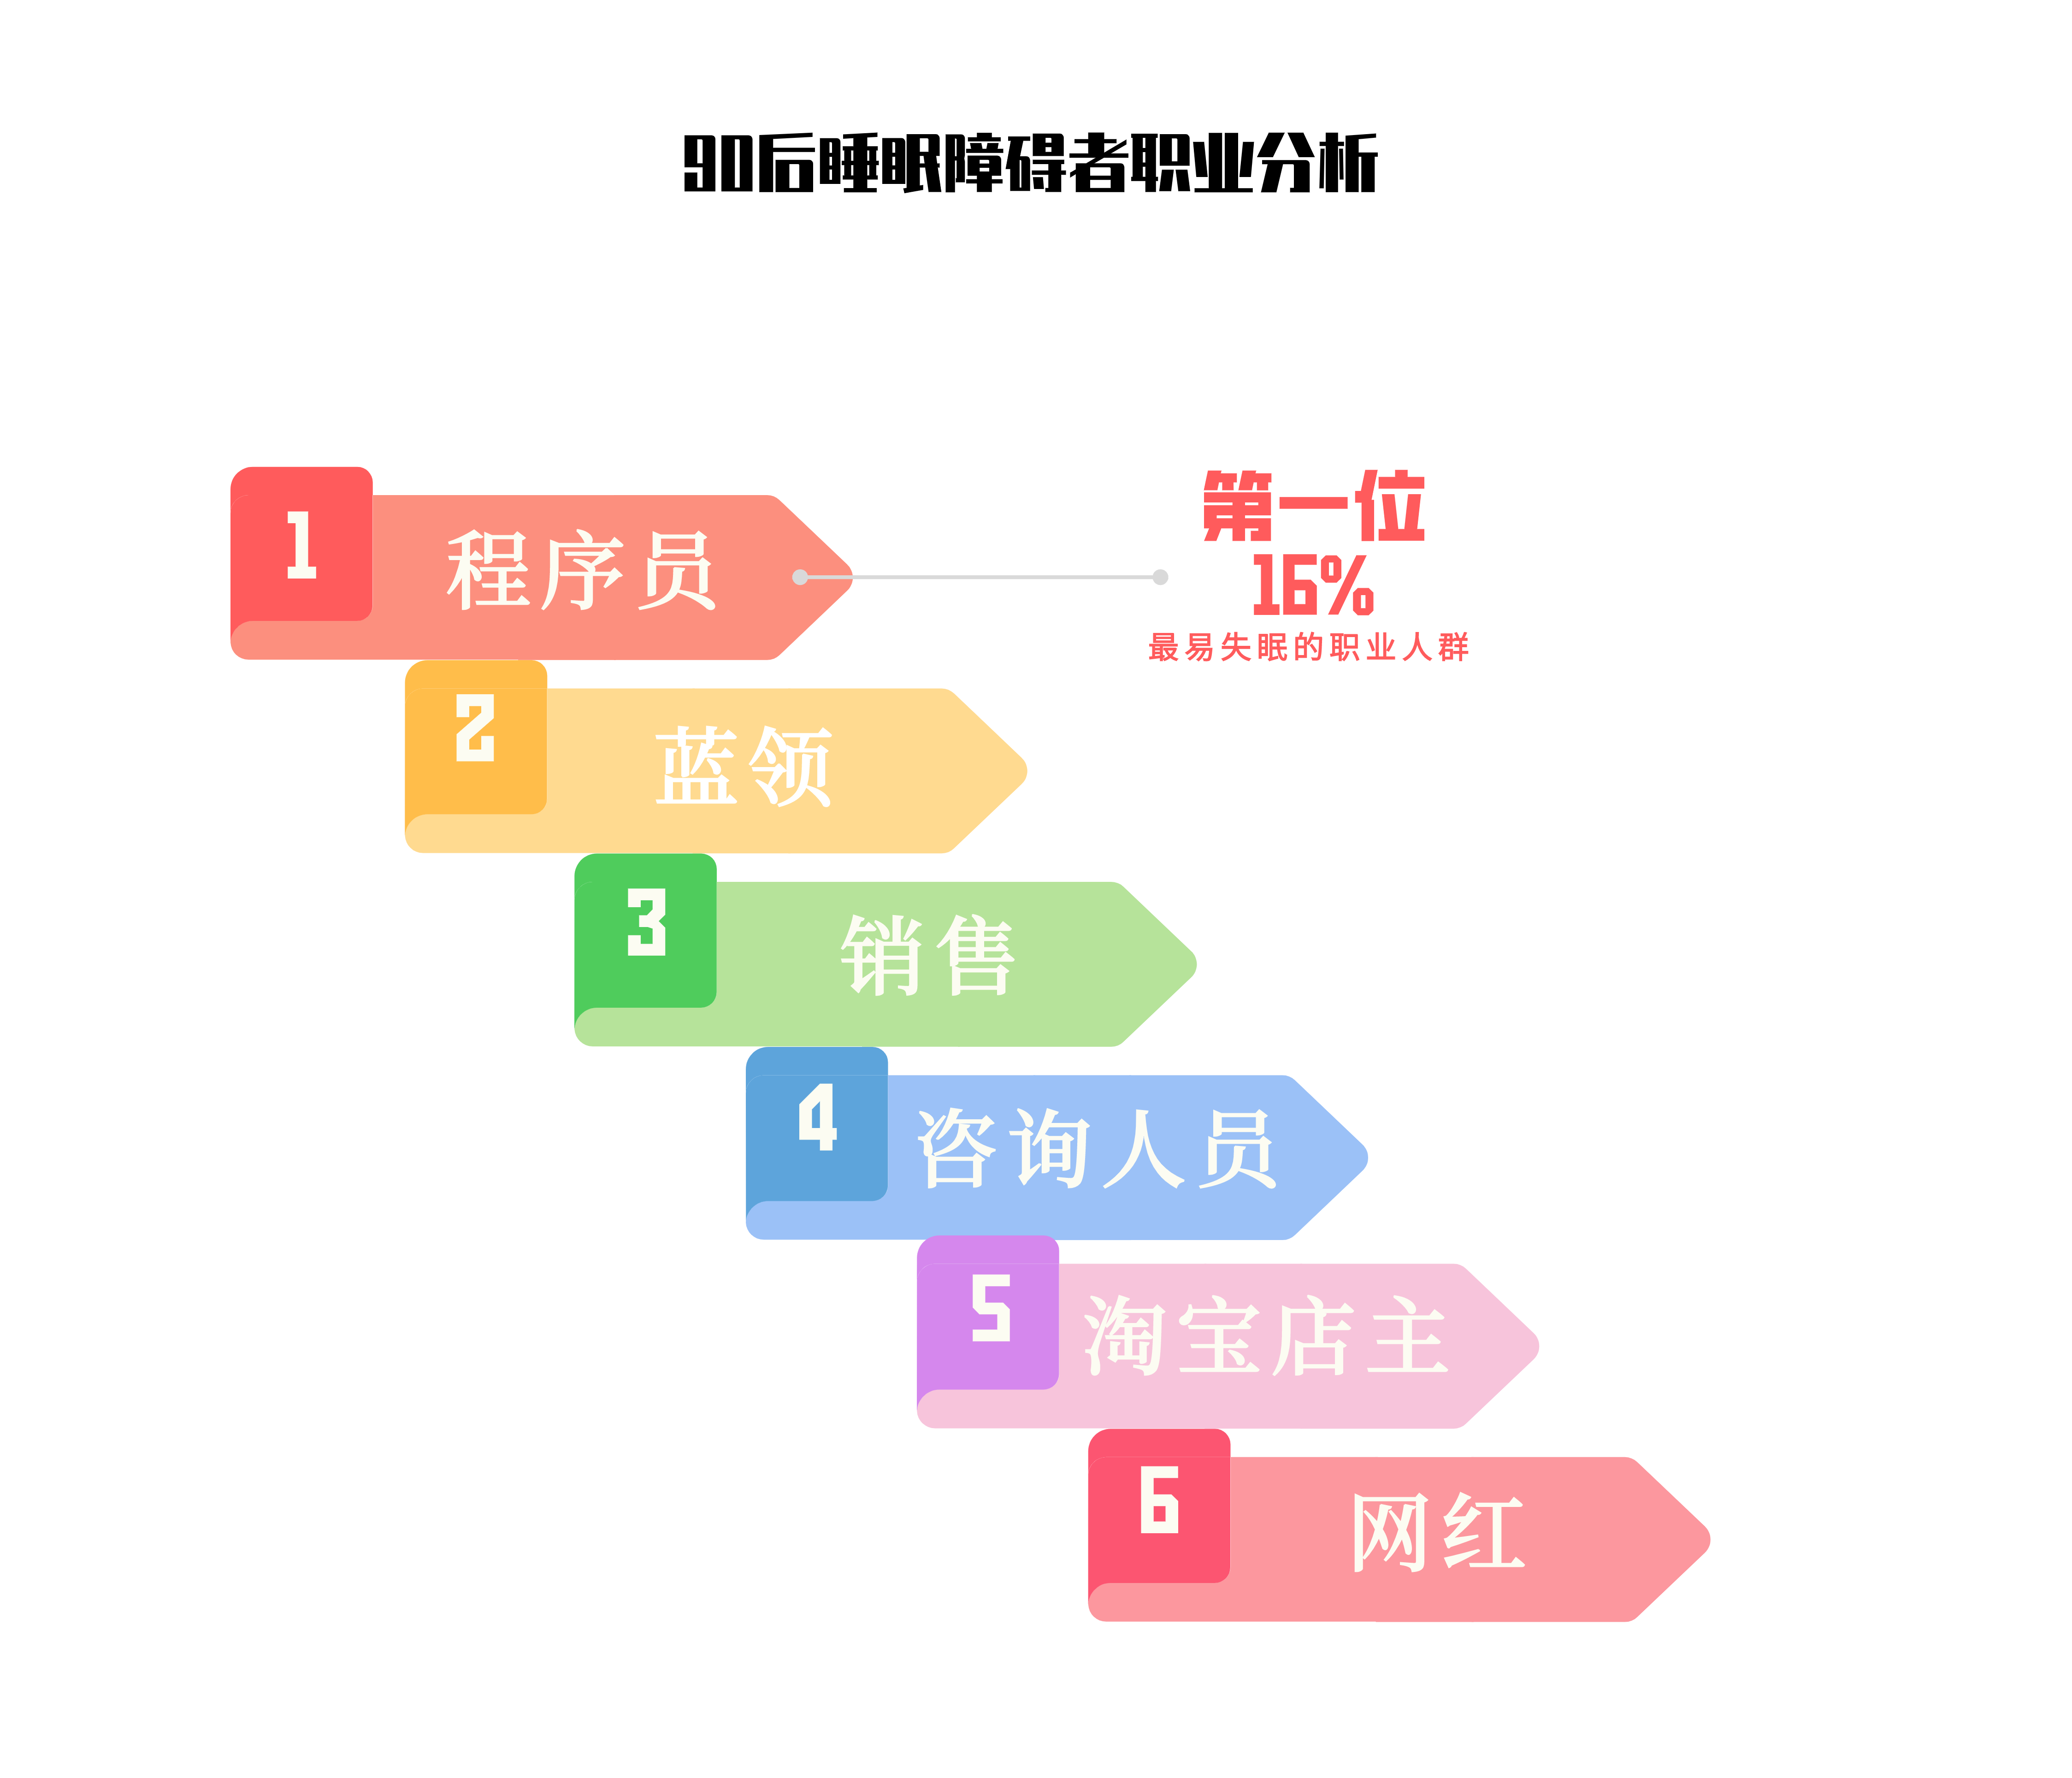 90后睡眠障碍者职业分析
第一位
16%
最易失眠的职业人群
1
程序员
2
蓝领
3
销售
4
咨询人员
5
淘宝店主
6
网红